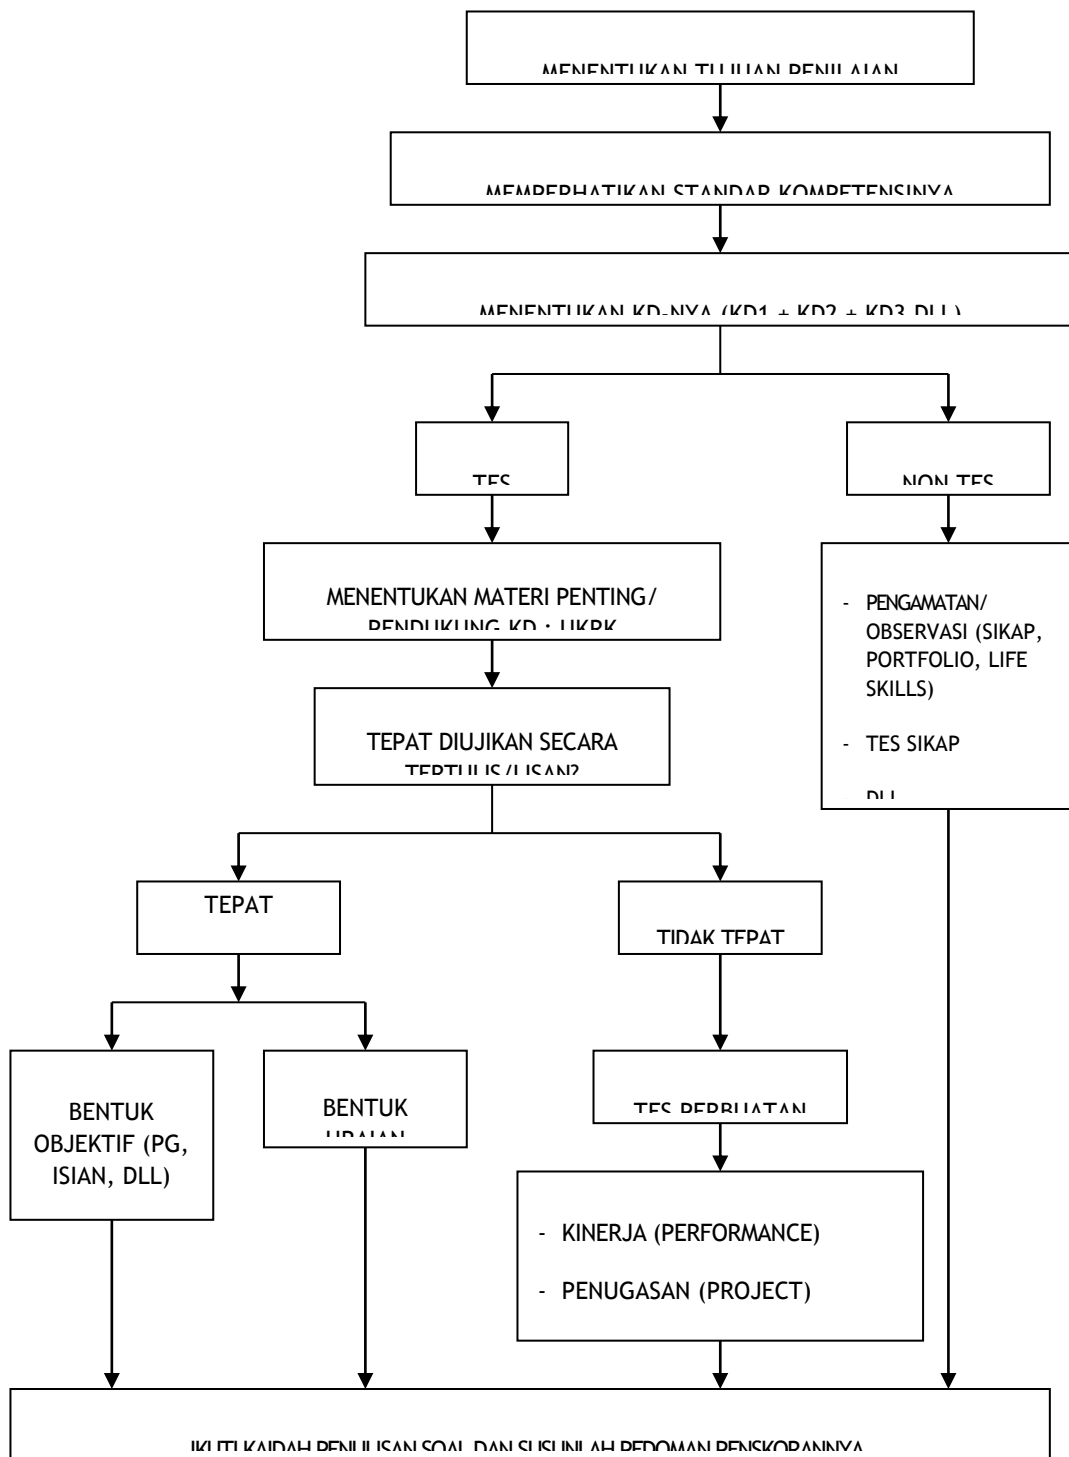 MENENTUKAN TUJUAN PENILAIAN
MEMPERHATIKAN STANDAR KOMPETENSINYA
MENENTUKAN KD-NYA (KD1 + KD2 + KD3 DLL)
TES
NON TES
MENENTUKAN MATERI PENTING/
PENDUKUNG KD : UKRK
- PENGAMATAN/
OBSERVASI (SIKAP,
PORTFOLIO, LIFE
SKILLS)
- TES SIKAP
- DLL
TEPAT DIUJIKAN SECARA
TERTULIS/LISAN?
TEPAT
TIDAK TEPAT
BENTUK
OBJEKTIF (PG,
ISIAN, DLL)
BENTUK
URAIAN
TES PERBUATAN
- KINERJA (PERFORMANCE)
- PENUGASAN (PROJECT)
IKUTI KAIDAH PENULISAN SOAL DAN SUSUNLAH PEDOMAN PENSKORANNYA